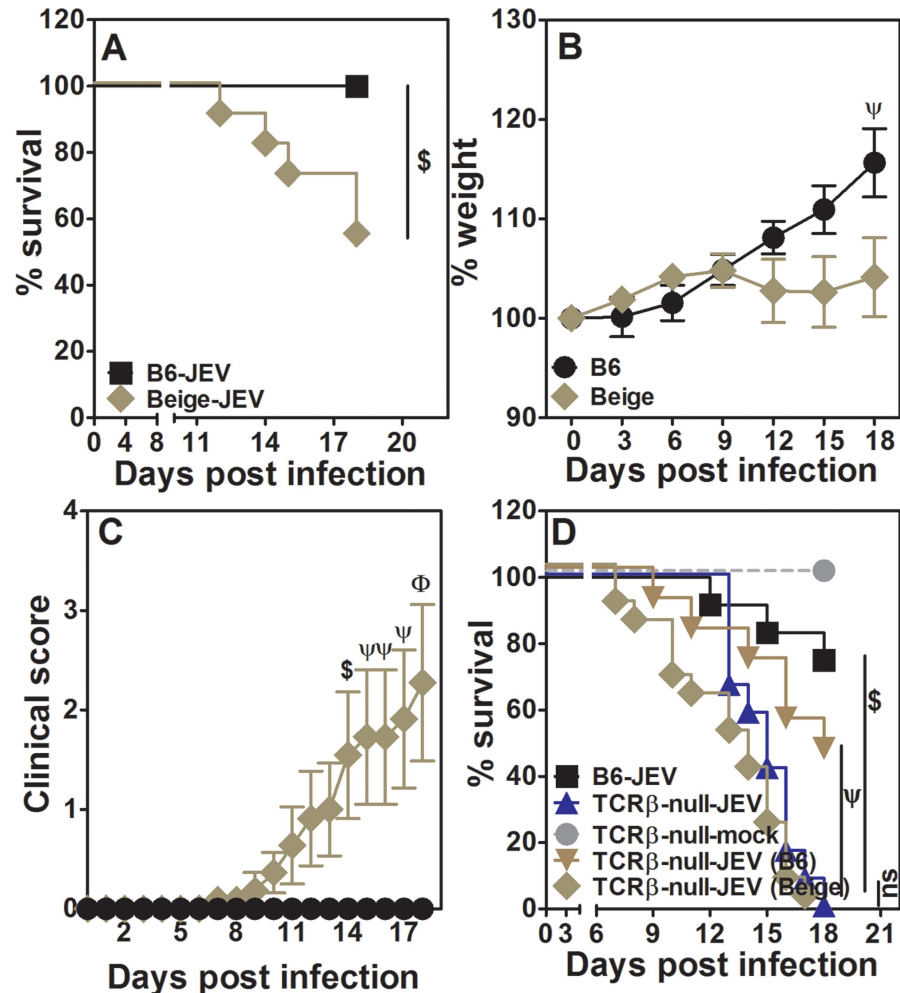 A
% survival
120
100
80
60
40
20
0
$
B6-JEV
Beige-JEV
0 4 8 11 14 17 20
Days post infection
B
% weight
130
120
110
100
90
ψ
B6
Beige
0 3 6 9 12 15 18
Days post infection
C
Clinical score
4
3
2
1
0
$ ψψ ψ Φ
2 5 8 11 14 17
Days post infection
D
% survival
120
100
80
60
40
20
0
B6-JEV
TCRβ-null-JEV
TCRβ-null-mock
TCRβ-null-JEV (B6)
TCRβ-null-JEV (Beige)
ψ
$
ns
0 3 6 9 12 15 18 21
Days post infection